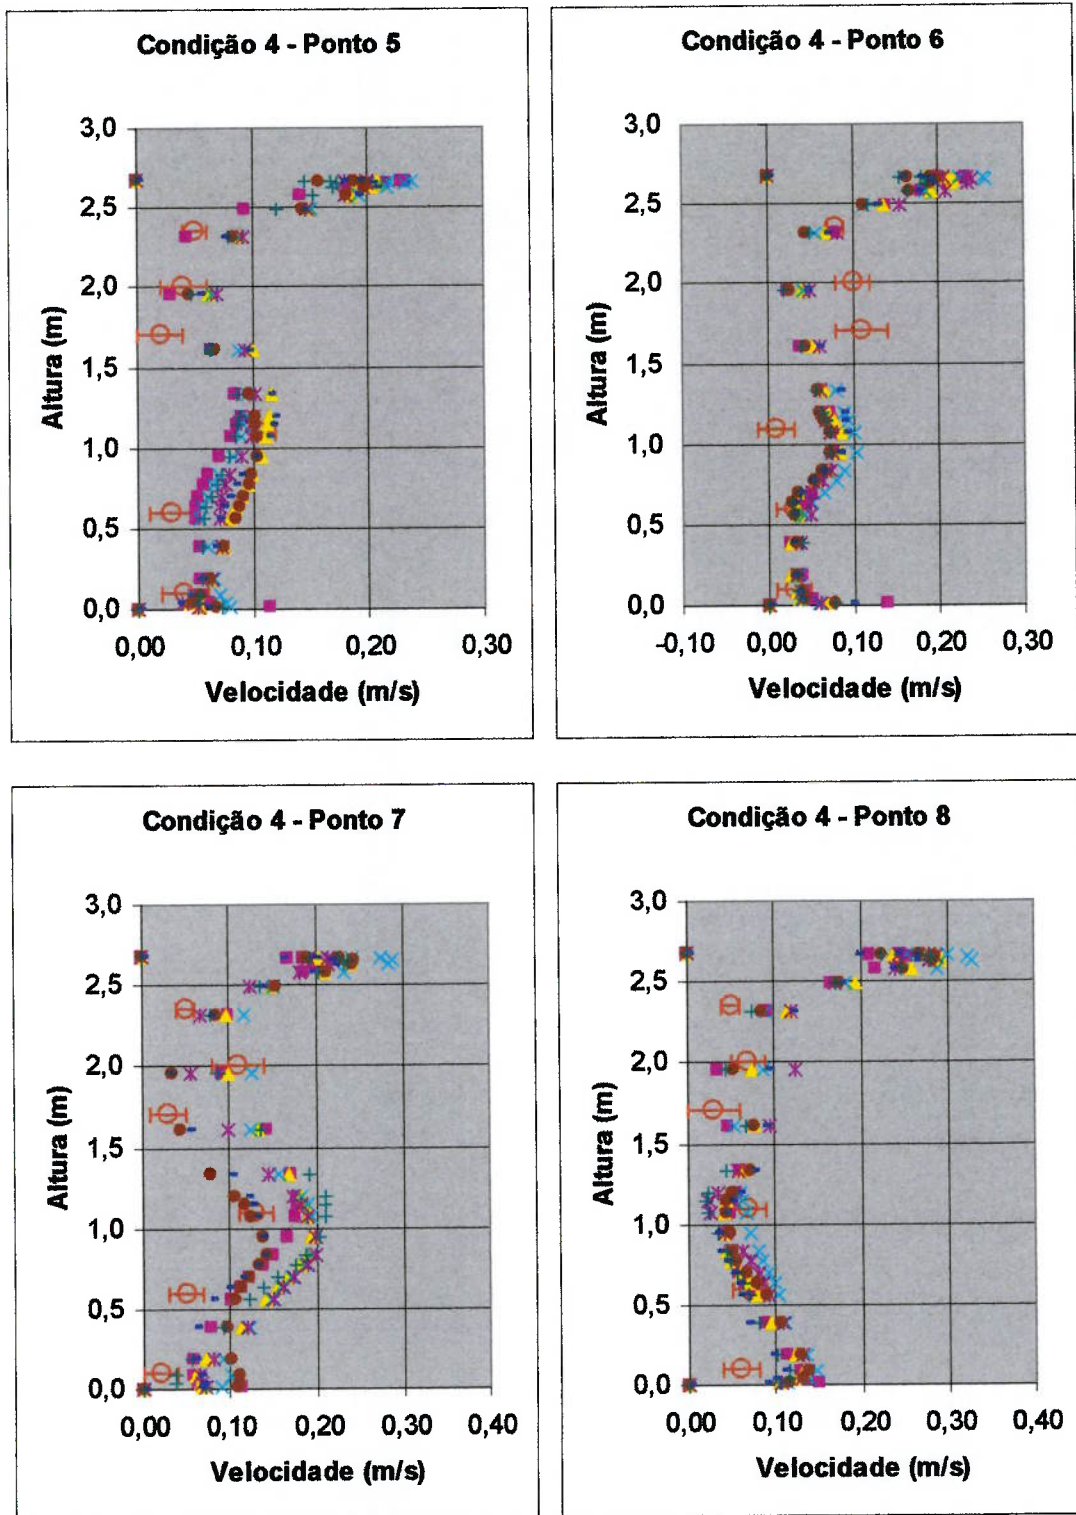 Condição 4 - Ponto 5
3,0
2,5
2,0
1,5
1,0
0,5
0,0
Altura (m)
0,00 0,10 0,20 0,30
Velocidade (m/s)
Condição 4 - Ponto 6
3,0
2,5
2,0
1,5
1,0
0,5
0,0
Altura (m)
-0,10 0,00 0,10 0,20 0,30
Velocidade (m/s)
Condição 4 - Ponto 7
3,0
2,5
2,0
1,5
1,0
0,5
0,0
Altura (m)
0,00 0,10 0,20 0,30 0,40
Velocidade (m/s)
Condição 4 - Ponto 8
3,0
2,5
2,0
1,5
1,0
0,5
0,0
Altura (m)
0,00 0,10 0,20 0,30 0,40
Velocidade (m/s)